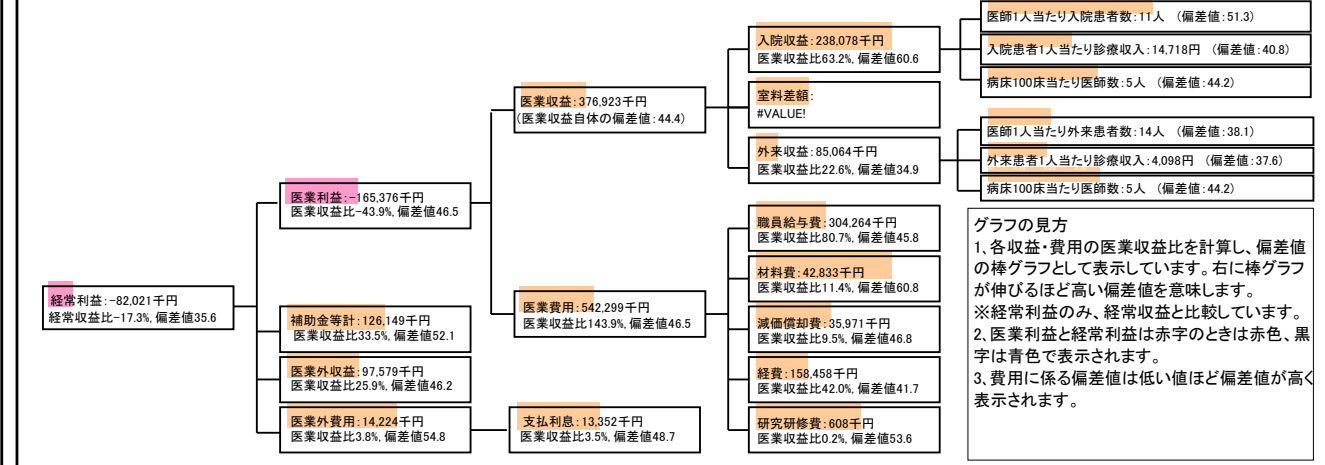 経常利益:-82,021千円
経常収益比-17.3%, 偏差値35.6
医業利益:-165,376千円
医業収益比-43.9%, 偏差値46.5
補助金等計:126,149千円
医業収益比33.5%, 偏差値52.1
医業外収益:97,579千円
医業収益比25.9%, 偏差値46.2
医業外費用:14,224千円
医業収益比3.8%, 偏差値54.8
医業収益:376,923千円
(医業収益自体の偏差値:44.4)
医業費用:542,299千円
医業収益比143.9%, 偏差値46.5
支払利息:13,352千円
医業収益比3.5%, 偏差値48.7
入院収益:238,078千円
医業収益比63.2%, 偏差値60.6
室料差額:
#VALUE!
外来収益:85,064千円
医業収益比22.6%, 偏差値34.9
職員給与費:304,264千円
医業収益比80.7%, 偏差値45.8
材料費:42,833千円
医業収益比11.4%, 偏差値60.8
減価償却費:35,971千円
医業収益比9.5%, 偏差値46.8
経費:158,458千円
医業収益比42.0%, 偏差値41.7
研究研修費:608千円
医業収益比0.2%, 偏差値53.6
医師1人当たり入院患者数:11人 (偏差値:51.3)
入院患者1人当たり診療収入:14,718円 (偏差値:40.8)
病床100床当たり医師数:5人 (偏差値:44.2)
医師1人当たり外来患者数:14人 (偏差値:38.1)
外来患者1人当たり診療収入:4,098円 (偏差値:37.6)
病床100床当たり医師数:5人 (偏差値:44.2)
グラフの見方
1、各収益・費用の医業収益比を計算し、偏差値
の棒グラフとして表示しています。右に棒グラフ
が伸びるほど高い偏差値を意味します。
※経常利益のみ、経常収益と比較しています。
2、医業利益と経常利益は赤字のときは赤色、黒
字は青色で表示されます。
3、費用に係る偏差値は低い値ほど偏差値が高く
表示されます。